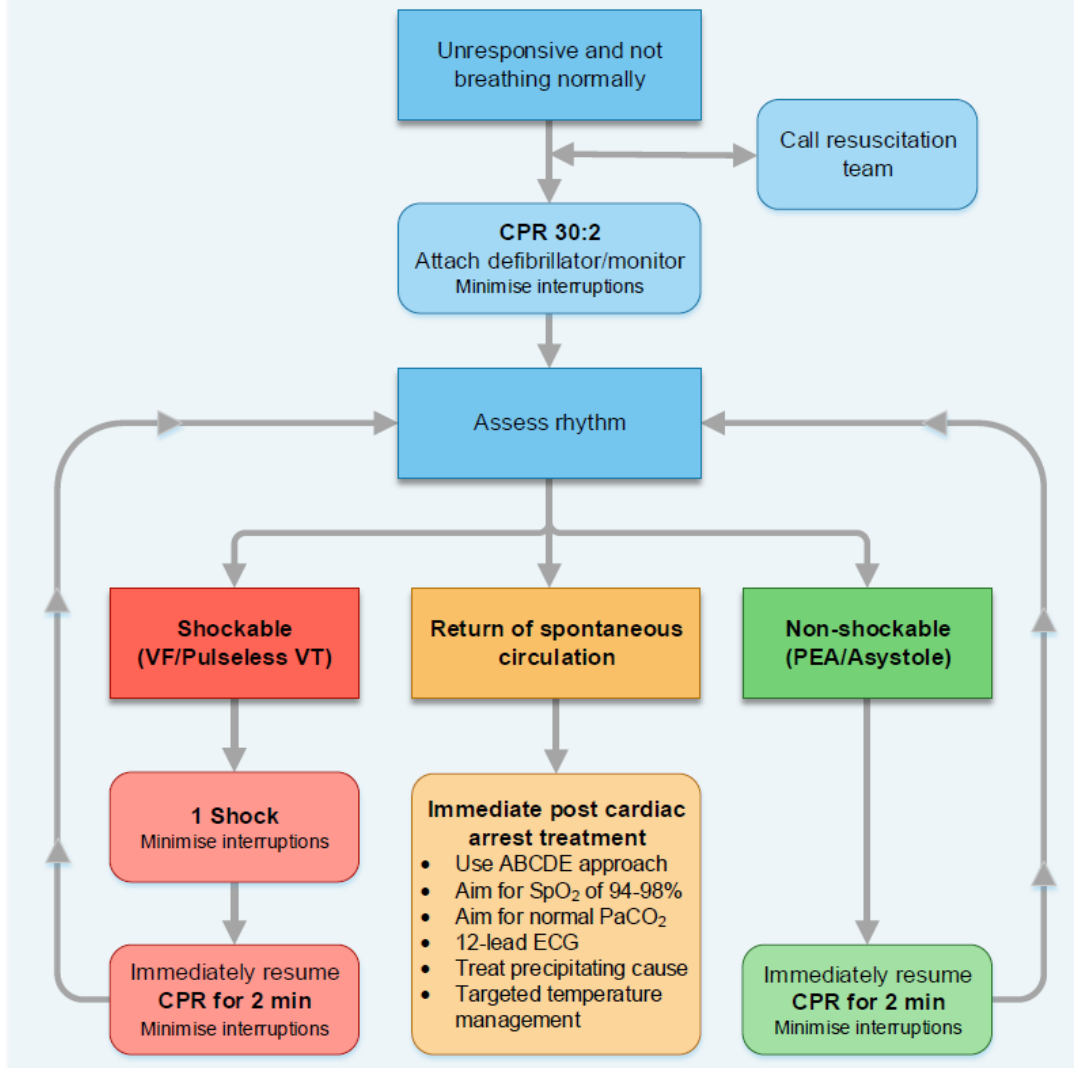 Unresponsive and not
breathing normally
Call resuscitation
team
CPR 30:2
Attach defibrillator/monitor
Minimise interruptions
Assess rhythm
Shockable
(VF/Pulseless VT)
Return of spontaneous
circulation
Non-shockable
(PEA/Asystole)
1 Shock
Minimise interruptions
Immediate post cardiac
arrest treatment
• Use ABCDE approach
• Aim for SpO₂ of 94-98%
• Aim for normal PaCO₂
• 12-lead ECG
• Treat precipitating cause
• Targeted temperature
management
Immediately resume
CPR for 2 min
Minimise interruptions
Immediately resume
CPR for 2 min
Minimise interruptions